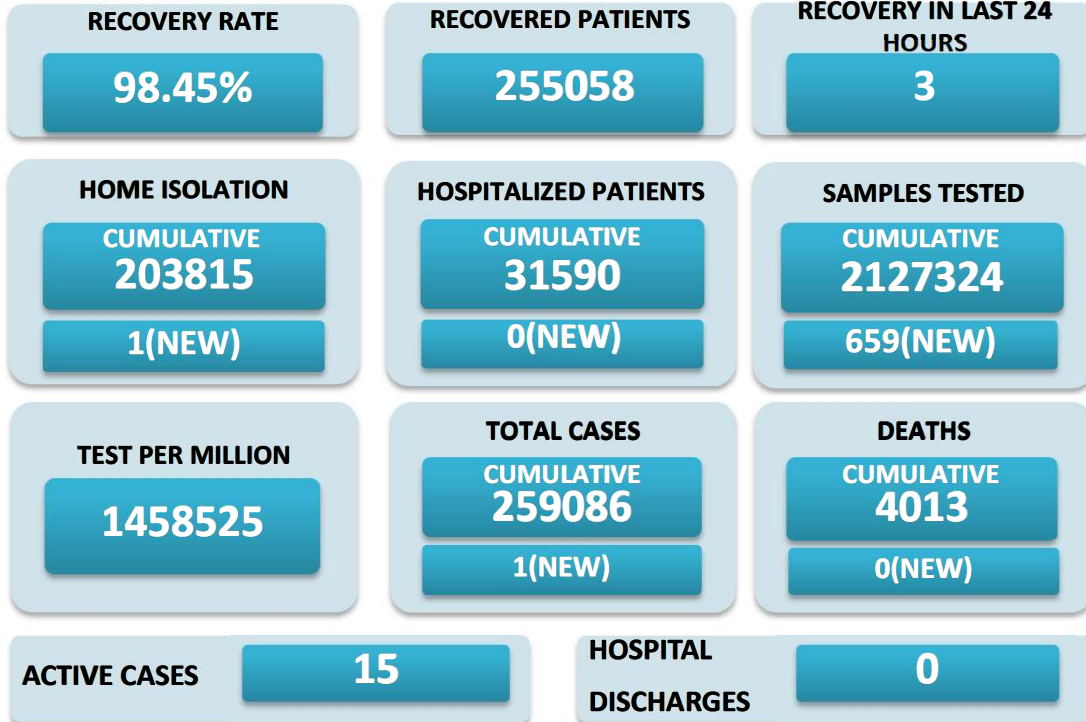 RECOVERY RATE
98.45%
RECOVERED PATIENTS
255058
RECOVERY IN LAST 24
HOURS
3
HOME ISOLATION
CUMULATIVE
203815
1(NEW)
HOSPITALIZED PATIENTS
CUMULATIVE
31590
0(NEW)
SAMPLES TESTED
CUMULATIVE
2127324
659(NEW)
TEST PER MILLION
1458525
TOTAL CASES
CUMULATIVE
259086
1(NEW)
DEATHS
CUMULATIVE
4013
0(NEW)
ACTIVE CASES
15
HOSPITAL
DISCHARGES
0